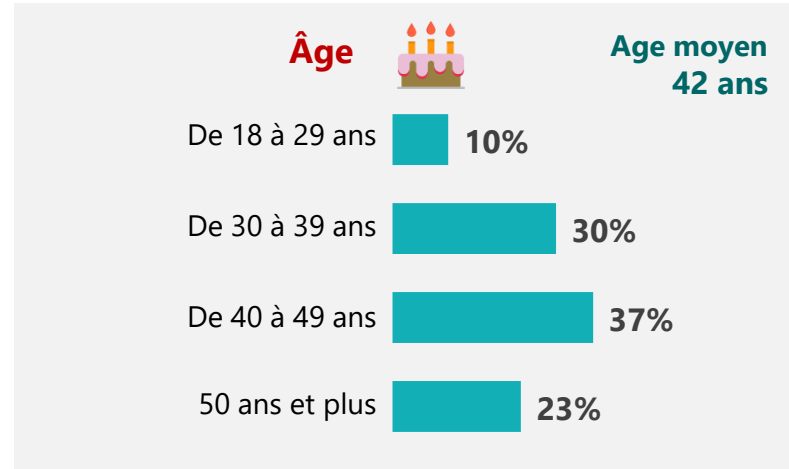 Âge
Age moyen
42 ans
De 18 à 29 ans 10%
De 30 à 39 ans 30%
De 40 à 49 ans 37%
50 ans et plus 23%